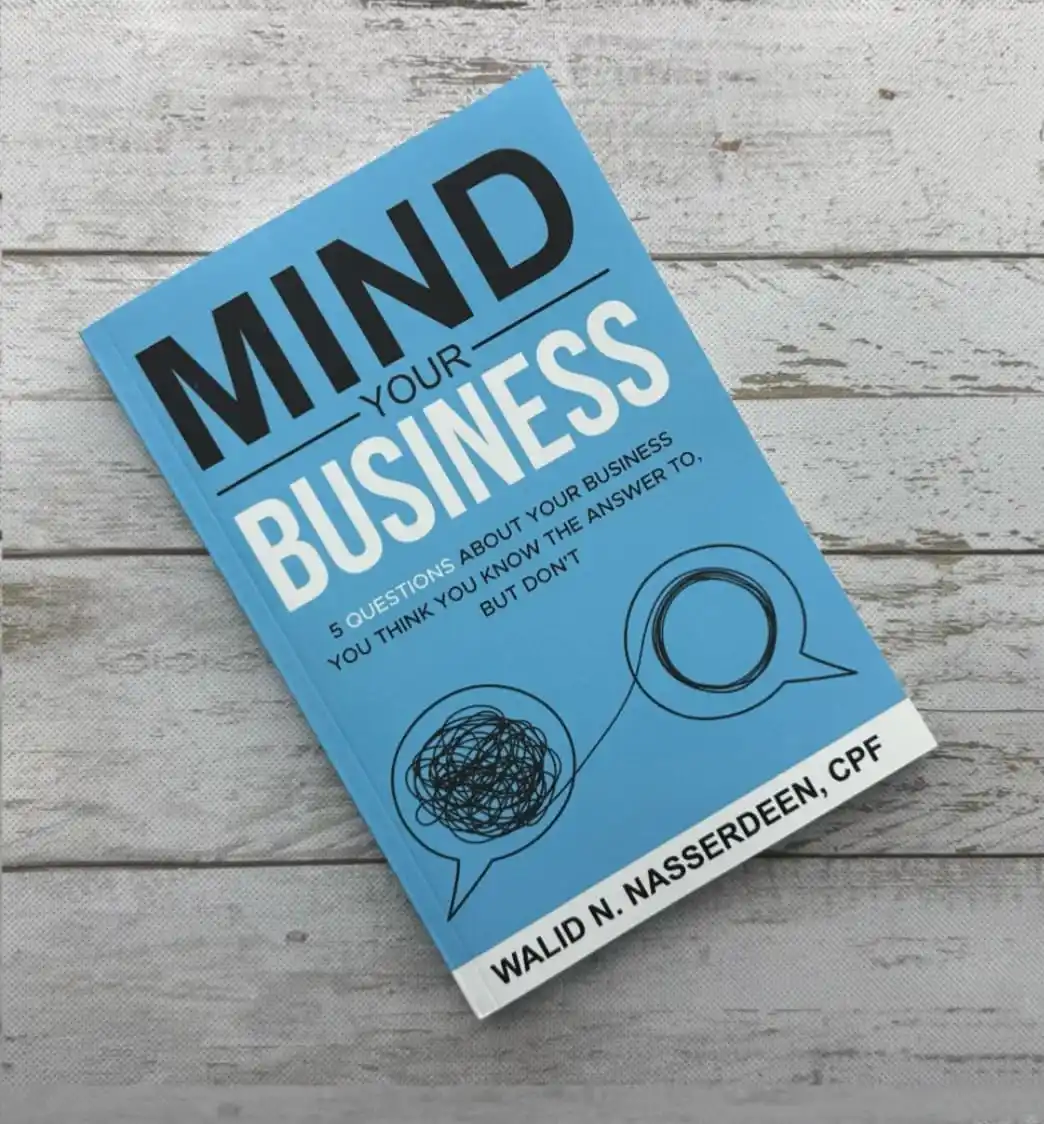 MIND
YOUR
BUSINESS
5 QUESTIONS ABOUT YOUR BUSINESS
YOU THINK YOU KNOW THE ANSWER TO,
BUT DON'T
WALID N. NASSERDEEN, CPF